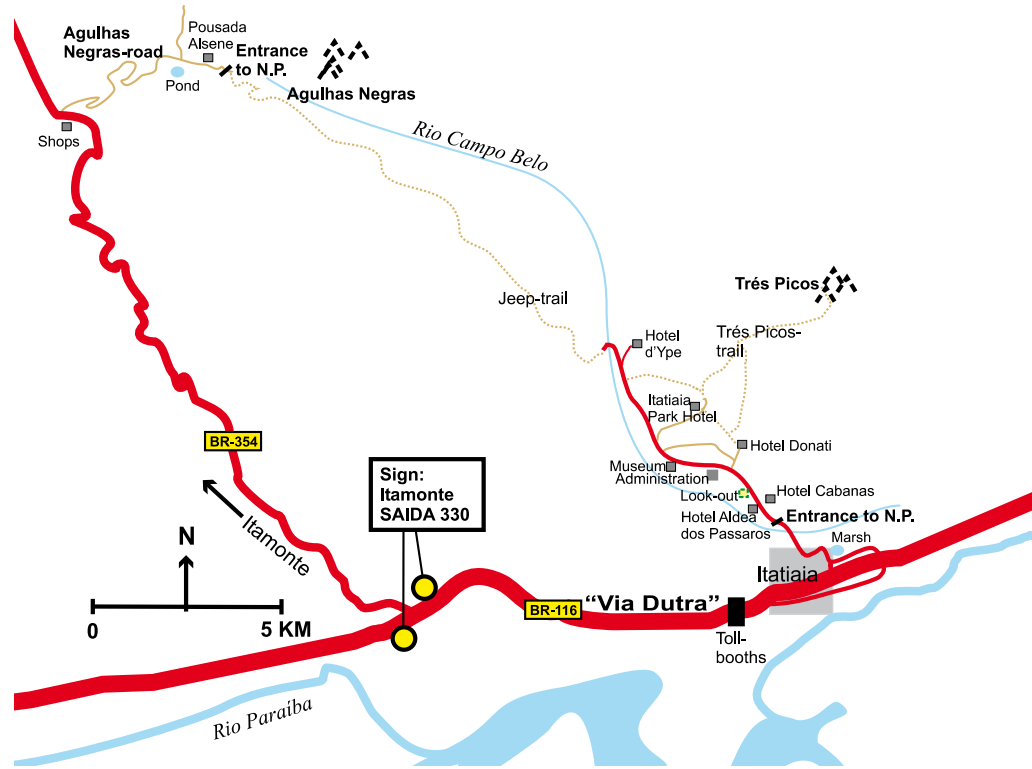 Agulhas
Negras-road
Pousada
Alsene
Entrance
to N.P.
Pond
Agulhas Negras
Shops
Rio Campo Belo
Jeep-trail
Trés Picos
Trés Picos-
trail
Hotel
d'Ype
Itatiaia
Park Hotel
Hotel Donati
Museum
Administration
Look-out
Hotel Cabanas
Hotel Aldea
dos Passaros
Entrance to N.P.
Marsh
Itatiaia
BR-354
Sign:
Itamonte
SAIDA 330
Itamonte
N
0
5 KM
BR-116
“Via Dutra”
Toll-
booths
Rio Paraíba